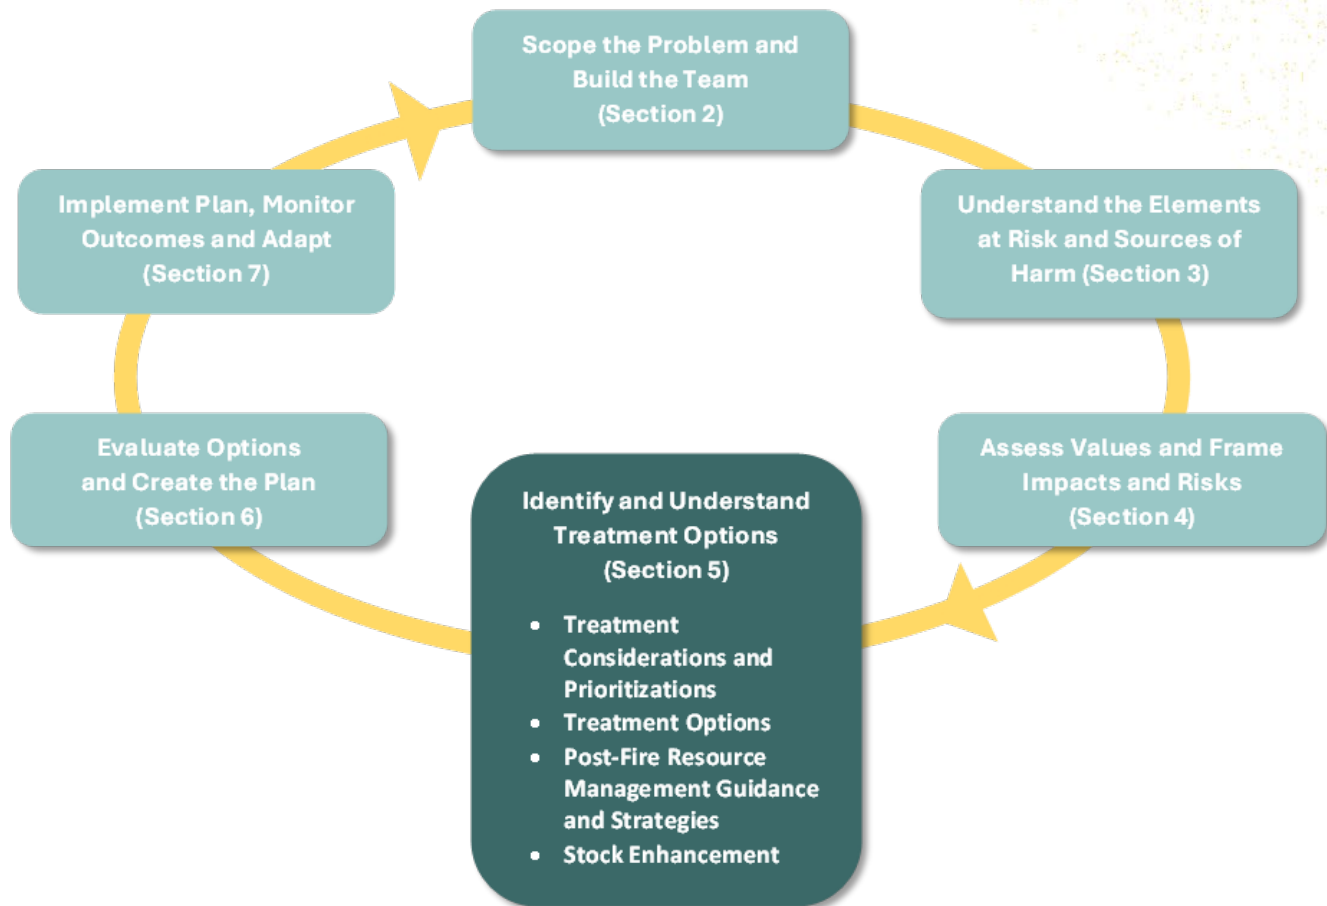 Scope the Problem and
Build the Team
(Section 2)
Understand the Elements
at Risk and Sources of
Harm (Section 3)
Assess Values and Frame
Impacts and Risks
(Section 4)
Identify and Understand
Treatment Options
(Section 5)
• Treatment
Considerations and
Prioritizations
• Treatment Options
• Post-Fire Resource
Management Guidance
and Strategies
• Stock Enhancement
Evaluate Options
and Create the Plan
(Section 6)
Implement Plan, Monitor
Outcomes and Adapt
(Section 7)